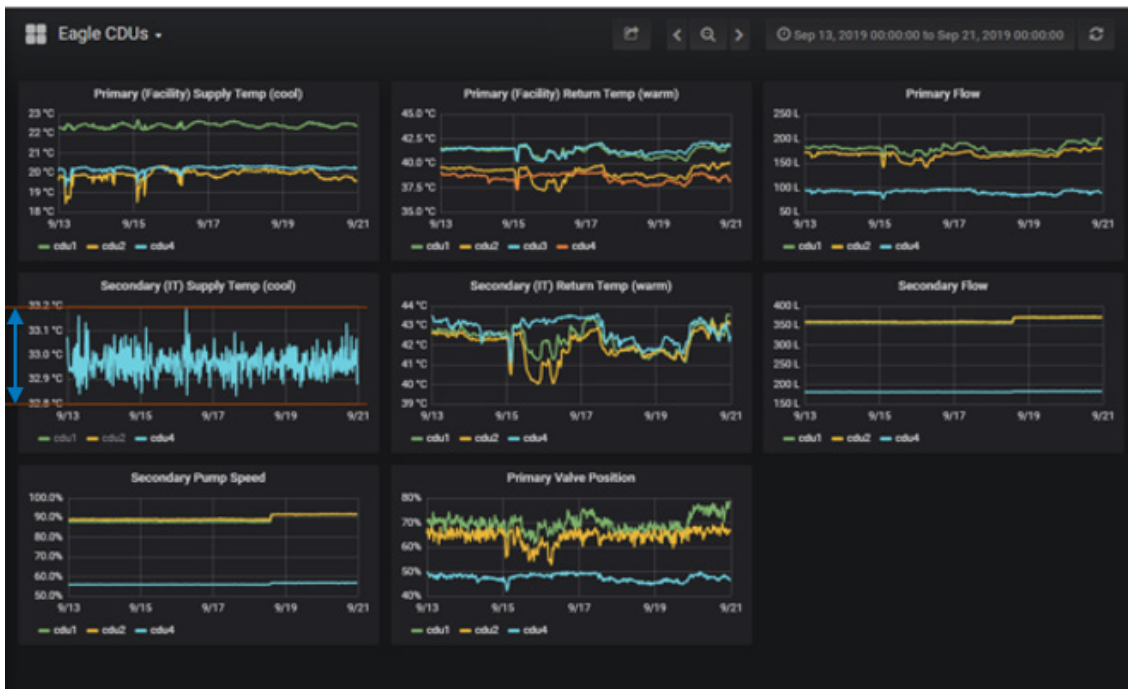 Eagle CDUs
Sep 13, 2019 00:00:00 to Sep 21, 2019 00:00:00
Primary (Facility) Supply Temp (cool)
23 °C
22 °C
21 °C
20 °C
19 °C
18 °C
9/13 9/15 9/17 9/19 9/21
cdu1 cdu2 cdu4
Primary (Facility) Return Temp (warm)
45.0 °C
42.5 °C
40.0 °C
37.5 °C
35.0 °C
9/13 9/15 9/17 9/19 9/21
cdu1 cdu2 cdu3 cdu4
Primary Flow
250 L
200 L
150 L
100 L
50 L
9/13 9/15 9/17 9/19 9/21
cdu1 cdu2 cdu4
Secondary (IT) Supply Temp (cool)
33.2 °C
33.1 °C
33.0 °C
32.9 °C
32.8 °C
9/13 9/15 9/17 9/19 9/21
cdu1 cdu2 cdu4
Secondary (IT) Return Temp (warm)
44 °C
43 °C
42 °C
41 °C
40 °C
39 °C
9/13 9/15 9/17 9/19 9/21
cdu1 cdu2 cdu4
Secondary Flow
400 L
350 L
300 L
250 L
200 L
150 L
9/13 9/15 9/17 9/19 9/21
cdu1 cdu2 cdu4
Secondary Pump Speed
100.0%
90.0%
80.0%
70.0%
60.0%
50.0%
9/13 9/15 9/17 9/19 9/21
cdu1 cdu2 cdu4
Primary Valve Position
80%
70%
60%
50%
40%
9/13 9/15 9/17 9/19 9/21
cdu1 cdu2 cdu4